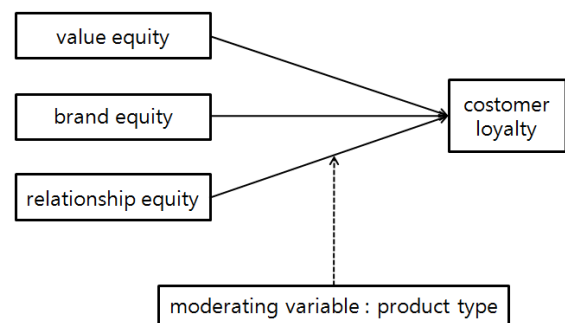 value equity
brand equity
costomer
loyalty
relationship equity
moderating variable : product type